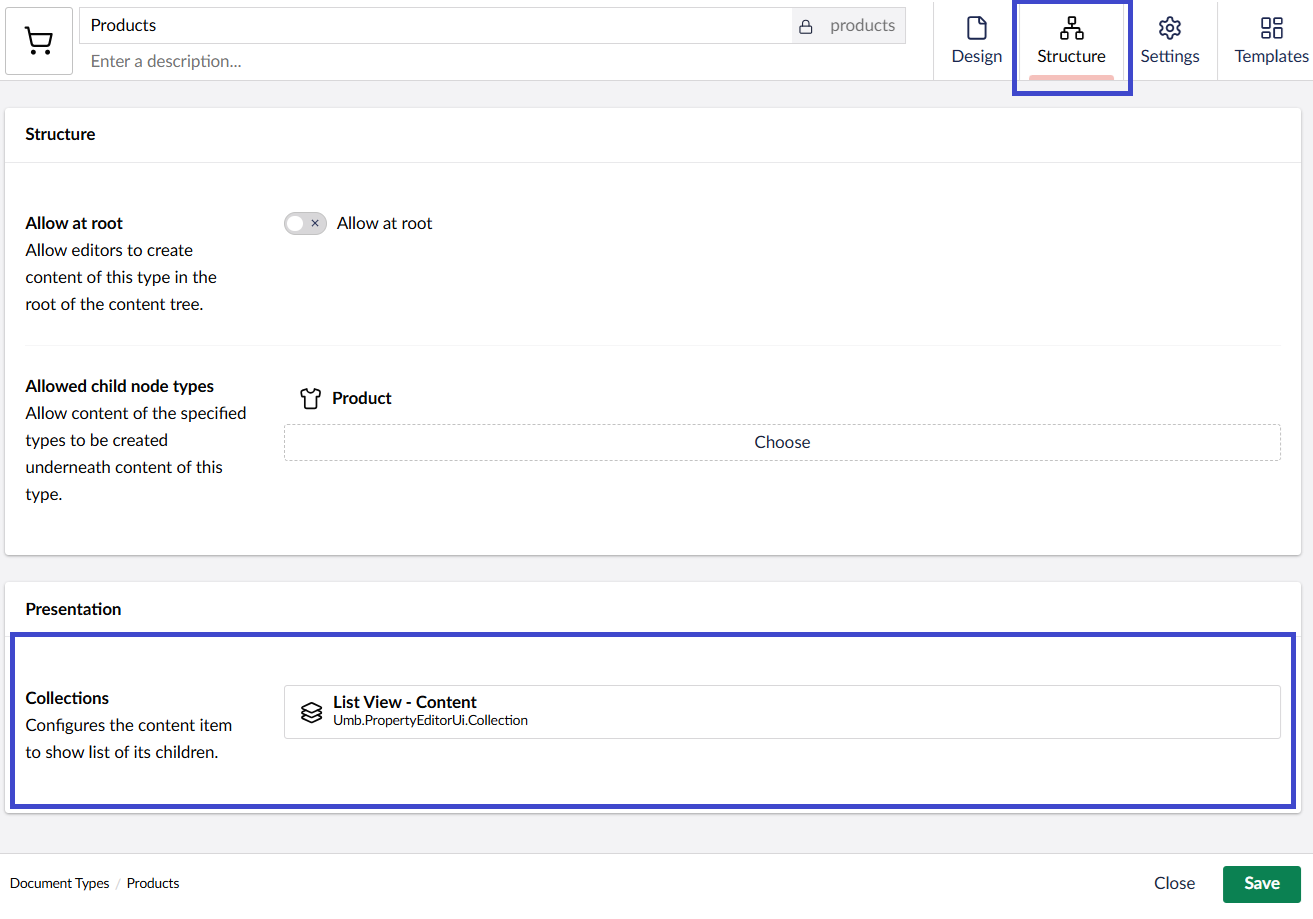 Products
products
Enter a description...
Design
Structure
Settings
Templates
Structure
Allow at root
Allow editors to create
content of this type in the
root of the content tree.
Allow at root
Allowed child node types
Allow content of the specified
types to be created
underneath content of this
type.
Product
Choose
Presentation
Collections
Configures the content item
to show list of its children.
List View - Content
Umb.PropertyEditorUi.Collection
Document Types / Products
Close
Save